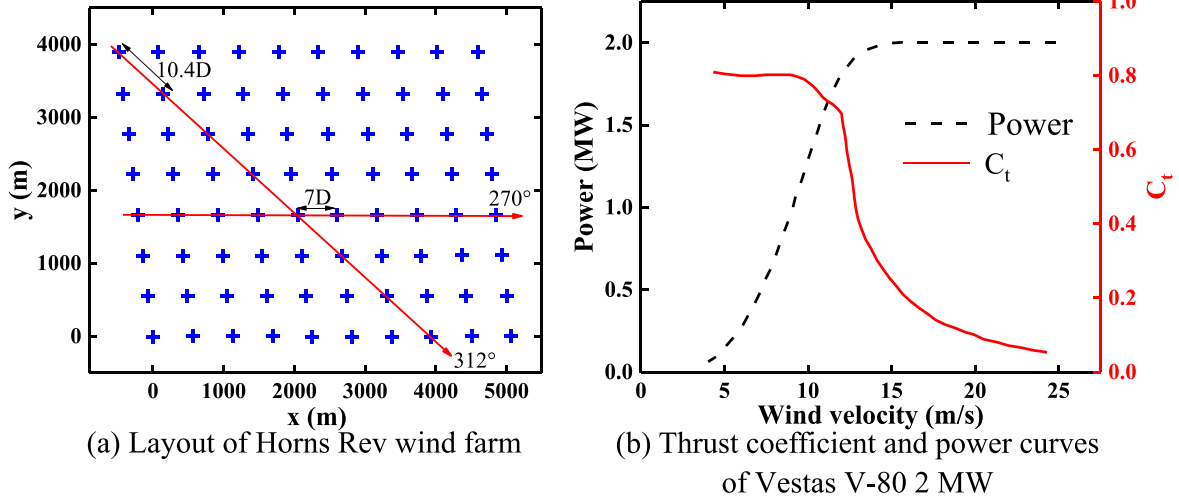 4000
3000
2000
1000
0
y (m)
10.4D
7D
270°
312°
0 1000 2000 3000 4000 5000
x (m)
(a) Layout of Horns Rev wind farm
2.0
1.5
1.0
0.5
0.0
Power (MW)
Power
Ct
1.0
0.8
0.6
0.4
0.2
0.0
Ct
0 5 10 15 20 25
Wind velocity (m/s)
(b) Thrust coefficient and power curves
of Vestas V-80 2 MW